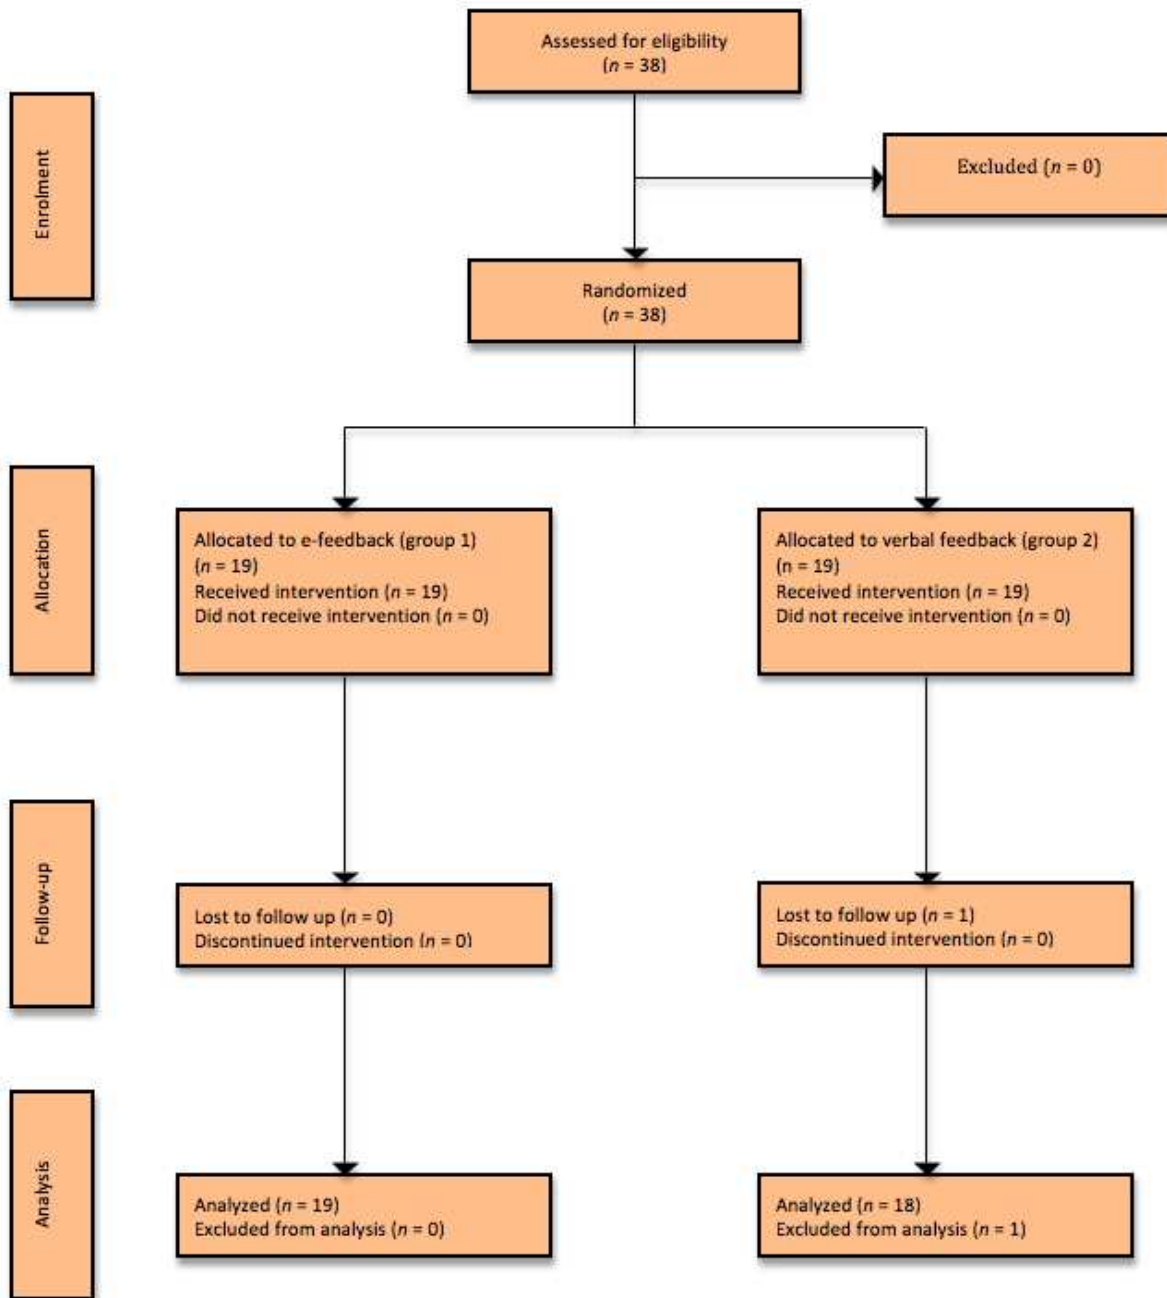 Assessed for eligibility
(n = 38)
Enrolment
Excluded (n = 0)
Randomized
(n = 38)
Allocation
Allocated to e-feedback (group 1)
(n = 19)
Received intervention (n = 19)
Did not receive intervention (n = 0)
Allocated to verbal feedback (group 2)
(n = 19)
Received intervention (n = 19)
Did not receive intervention (n = 0)
Follow-up
Lost to follow up (n = 0)
Discontinued intervention (n = 0)
Lost to follow up (n = 1)
Discontinued intervention (n = 0)
Analysis
Analyzed (n = 19)
Excluded from analysis (n = 0)
Analyzed (n = 18)
Excluded from analysis (n = 1)